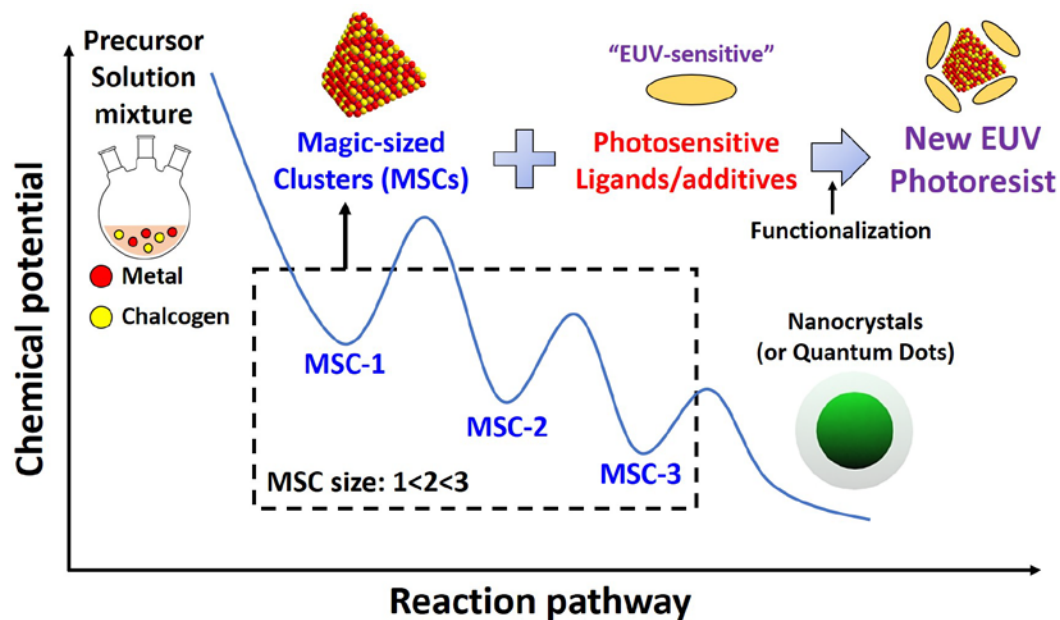 Precursor
Solution
mixture
Metal
Chalcogen
Magic-sized
Clusters (MSCs)
"EUV-sensitive"
Photosensitive
Ligands/additives
New EUV
Photoresist
Functionalization
Nanocrystals
(or Quantum Dots)
MSC-1
MSC-2
MSC-3
MSC size: 1<2<3
Chemical potential
Reaction pathway